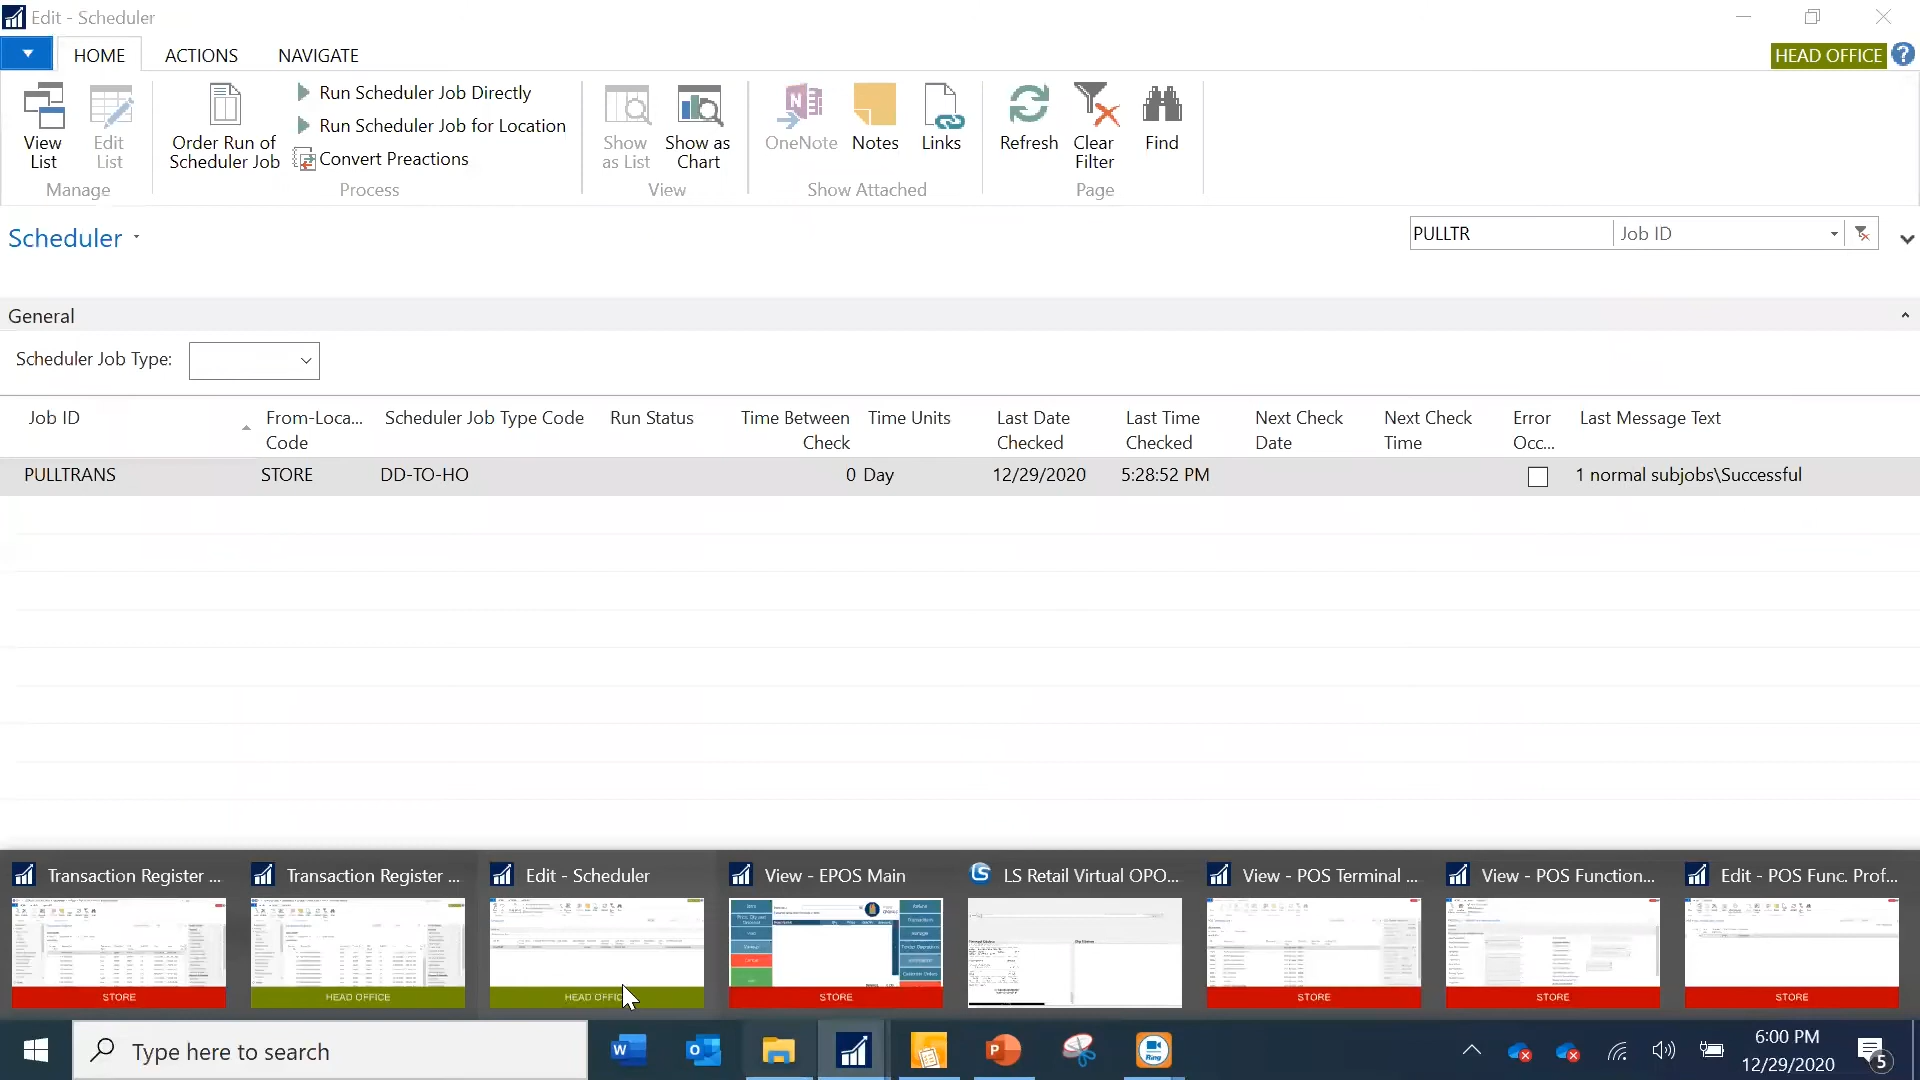 Edit - Scheduler
HOME ACTIONS NAVIGATE HEAD OFFICE ?
View List
Edit List
Manage
Order Run of Scheduler Job
Run Scheduler Job Directly
Run Scheduler Job for Location
Convert Preactions
Process
Show as List
Show as Chart
View
OneNote
Notes
Links
Show Attached
Refresh
Clear Filter
Find
Page
Scheduler
PULLTR Job ID
General
Scheduler Job Type:
Job ID From-Loca... Code Scheduler Job Type Code Run Status Time Between Check Time Units Last Date Checked Last Time Checked Next Check Date Next Check Time Error Occ... Last Message Text
PULLTRANS STORE DD-TO-HO 0 Day 12/29/2020 5:28:52 PM 1 normal subjobs\Successful
Transaction Register ... Transaction Register ... Edit - Scheduler View - EPOS Main LS Retail Virtual OPO... View - POS Terminal ... View - POS Function... Edit - POS Func. Prof...
STORE HEAD OFFICE HEAD OFFIC STORE STORE STORE STORE
Type here to search
6:00 PM
12/29/2020
5